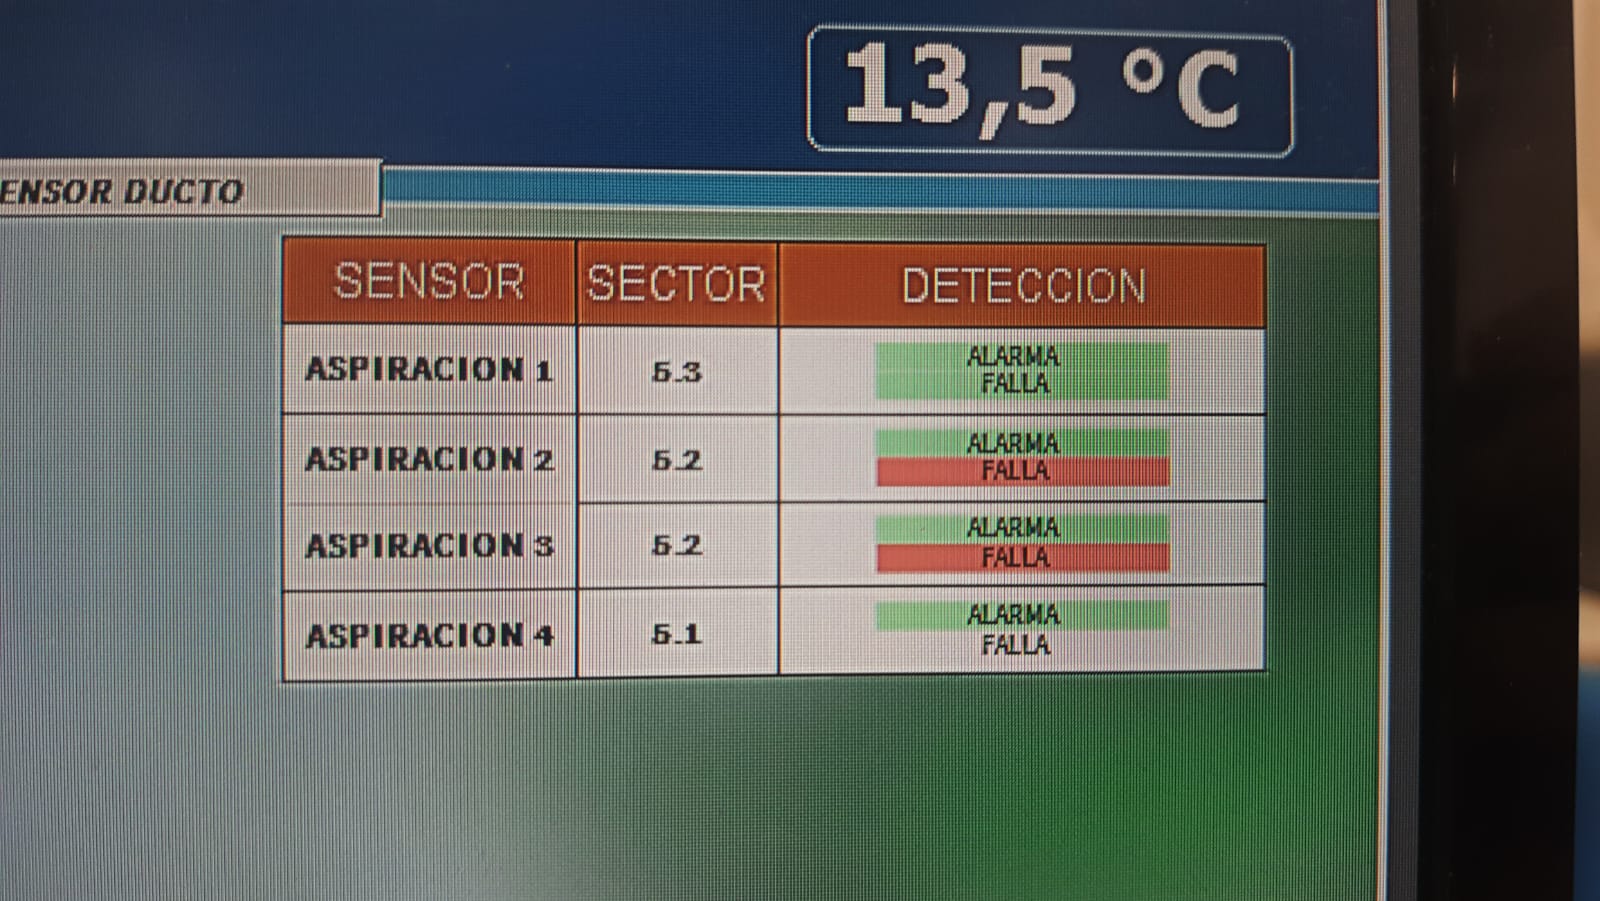 13,5 °C
ENSOR DUCTO
SENSOR SECTOR DETECCION
ASPIRACION 1 5.3 ALARMA
FALLA
ASPIRACION 2 5.2 ALARMA
FALLA
ASPIRACION 3 5.2 ALARMA
FALLA
ASPIRACION 4 5.1 ALARMA
FALLA